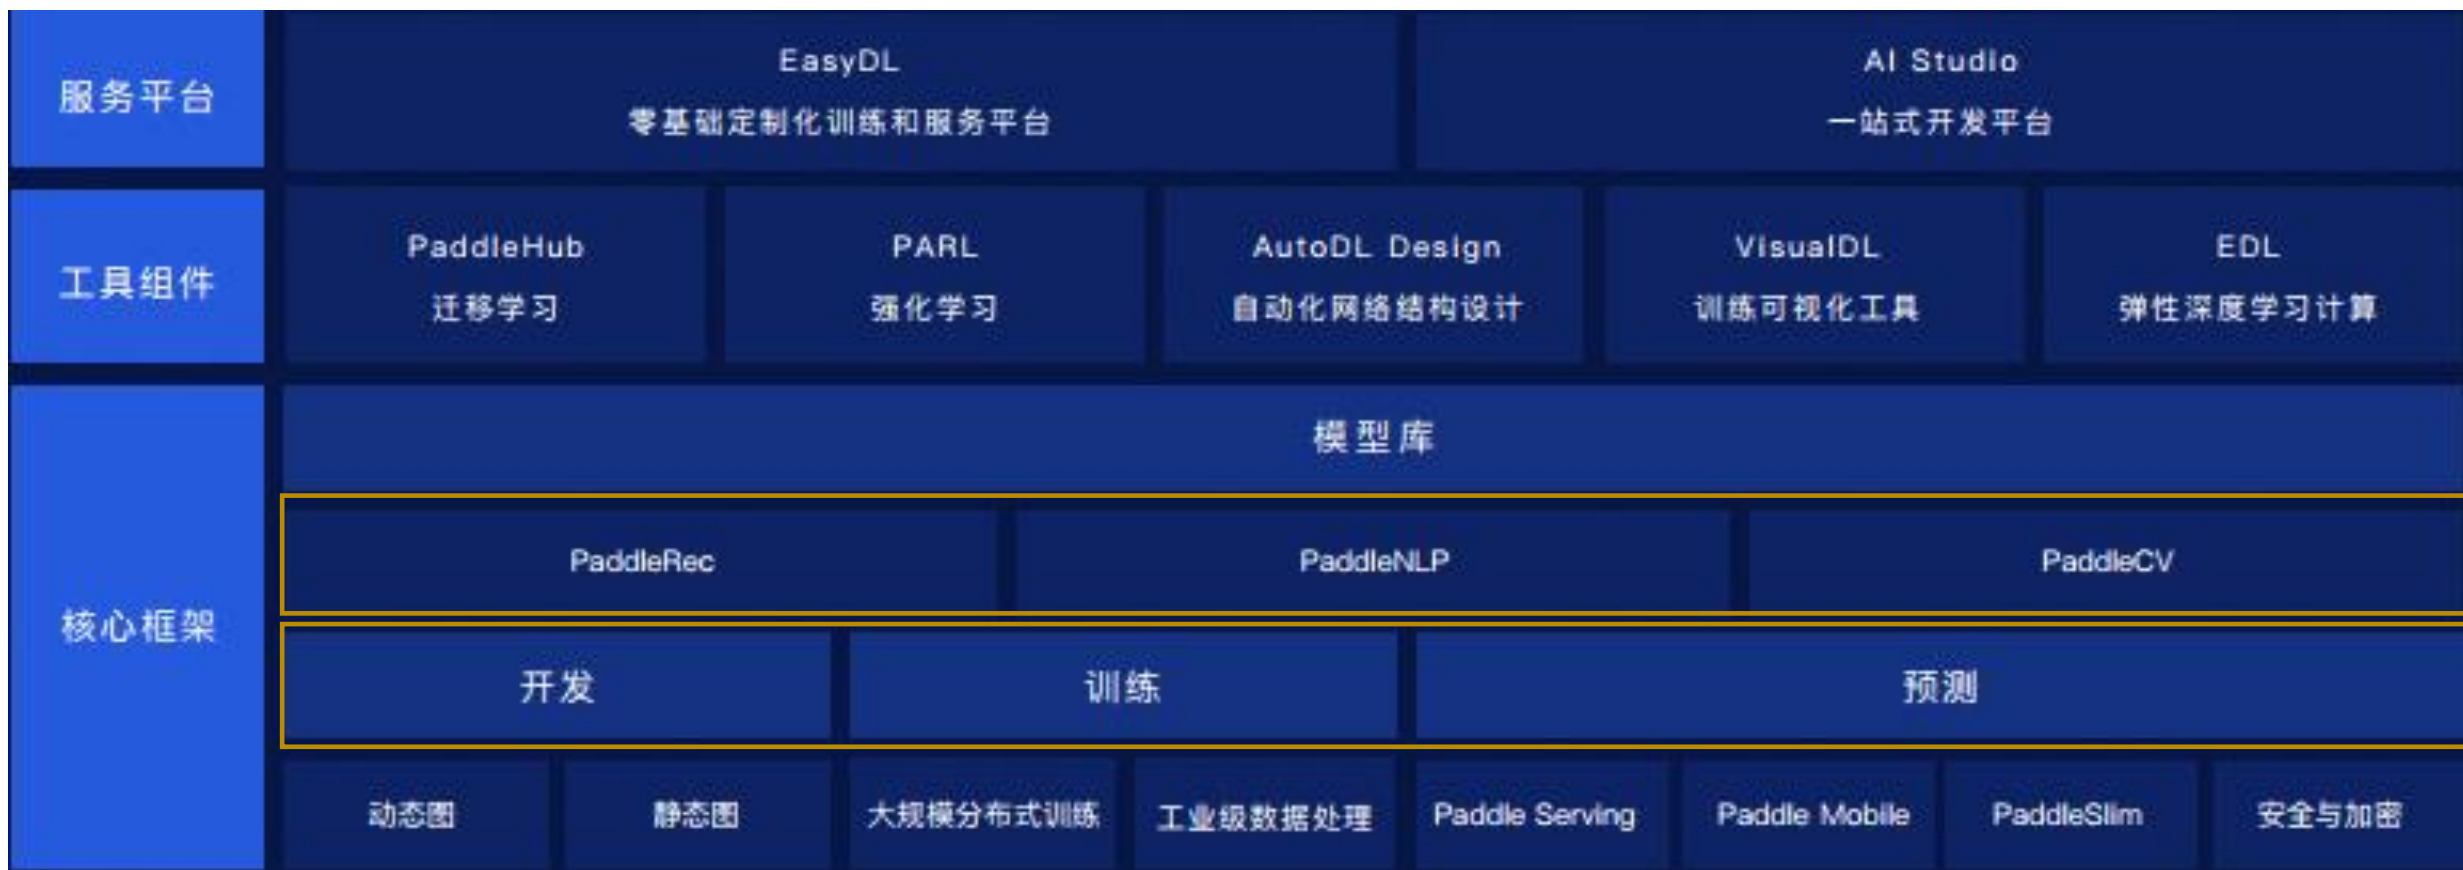 服务平台
EasyDL
零基础定制化训练和服务平台
AI Studio
一站式开发平台
工具组件
PaddleHub
迁移学习
PARL
强化学习
AutoDL Design
自动化网络结构设计
VisualDL
训练可视化工具
EDL
弹性深度学习计算
核心框架
模型库
PaddleRec
PaddleNLP
PaddleCV
开发
训练
预测
动态图
静态图
大规模分布式训练
工业级数据处理
Paddle Serving
Paddle Mobile
PaddleSlim
安全与加密